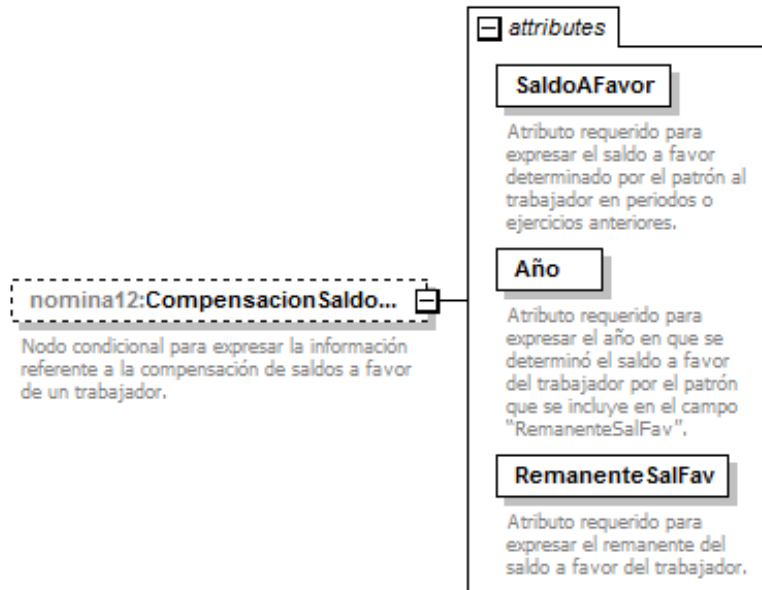 attributes
SaldoAFavor
Atributo requerido para
expresar el saldo a favor
determinado por el patrón al
trabajador en periodos o
ejercicios anteriores.
Año
Atributo requerido para
expresar el año en que se
determinó el saldo a favor
del trabajador por el patrón
que se incluye en el campo
"RemanenteSalFav".
nomina12:CompensacionSaldo...
Nodo condicional para expresar la información
referente a la compensación de saldos a favor
de un trabajador.
RemanenteSalFav
Atributo requerido para
expresar el remanente del
saldo a favor del trabajador.